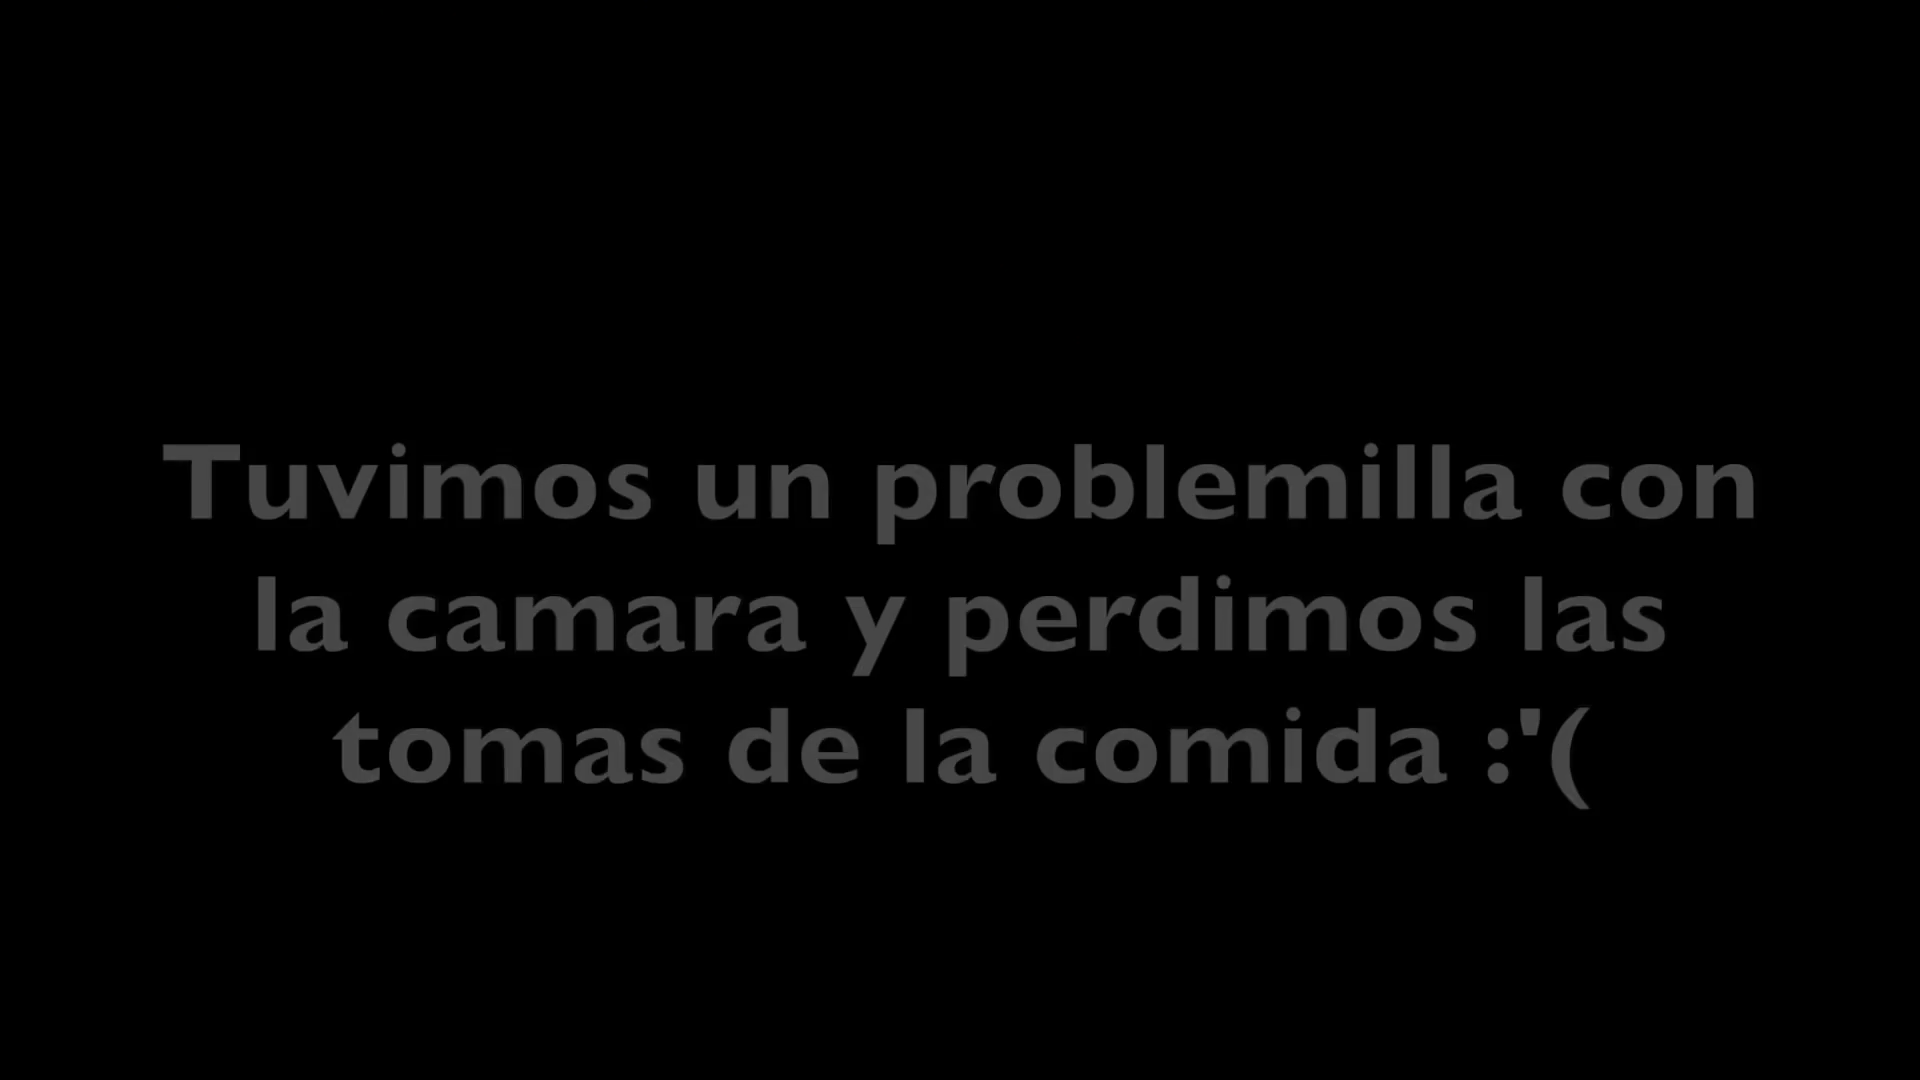 Tuvimos un problemilla con
la camara y perdimos las
tomas de la comida :'(